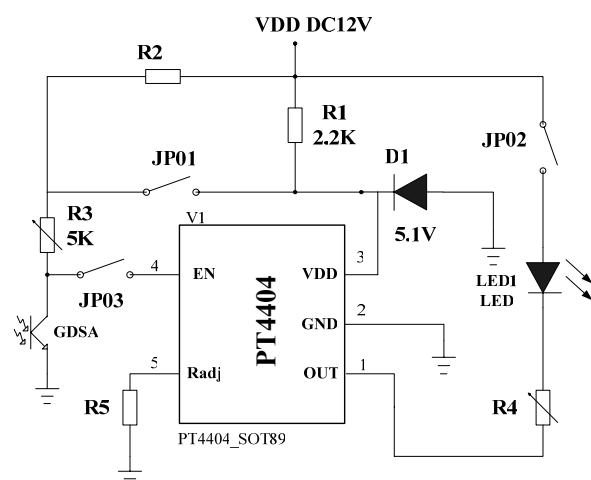 VDD DC12V
R2
R1
2.2K
JP01
D1
JP02
R3
5K
V1
5.1V
JP03
4
EN
VDD
3
LED1
LED
GDSA
PT4404
GND
2
5
Radj
OUT
1
R5
R4
PT4404_SOT89